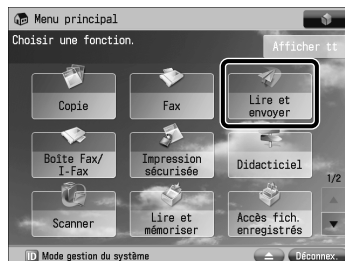 Menu principal
Choisir une fonction.
Afficher tt
Copie
Fax
Lire et
envoyer
Boîte Fax/
I-Fax
Impression
sécurisée
Didacticiel
Scanner
Lire et
mémoriser
Accès fich.
enregistrés
1/2
ID Mode gestion du système
Déconnex.